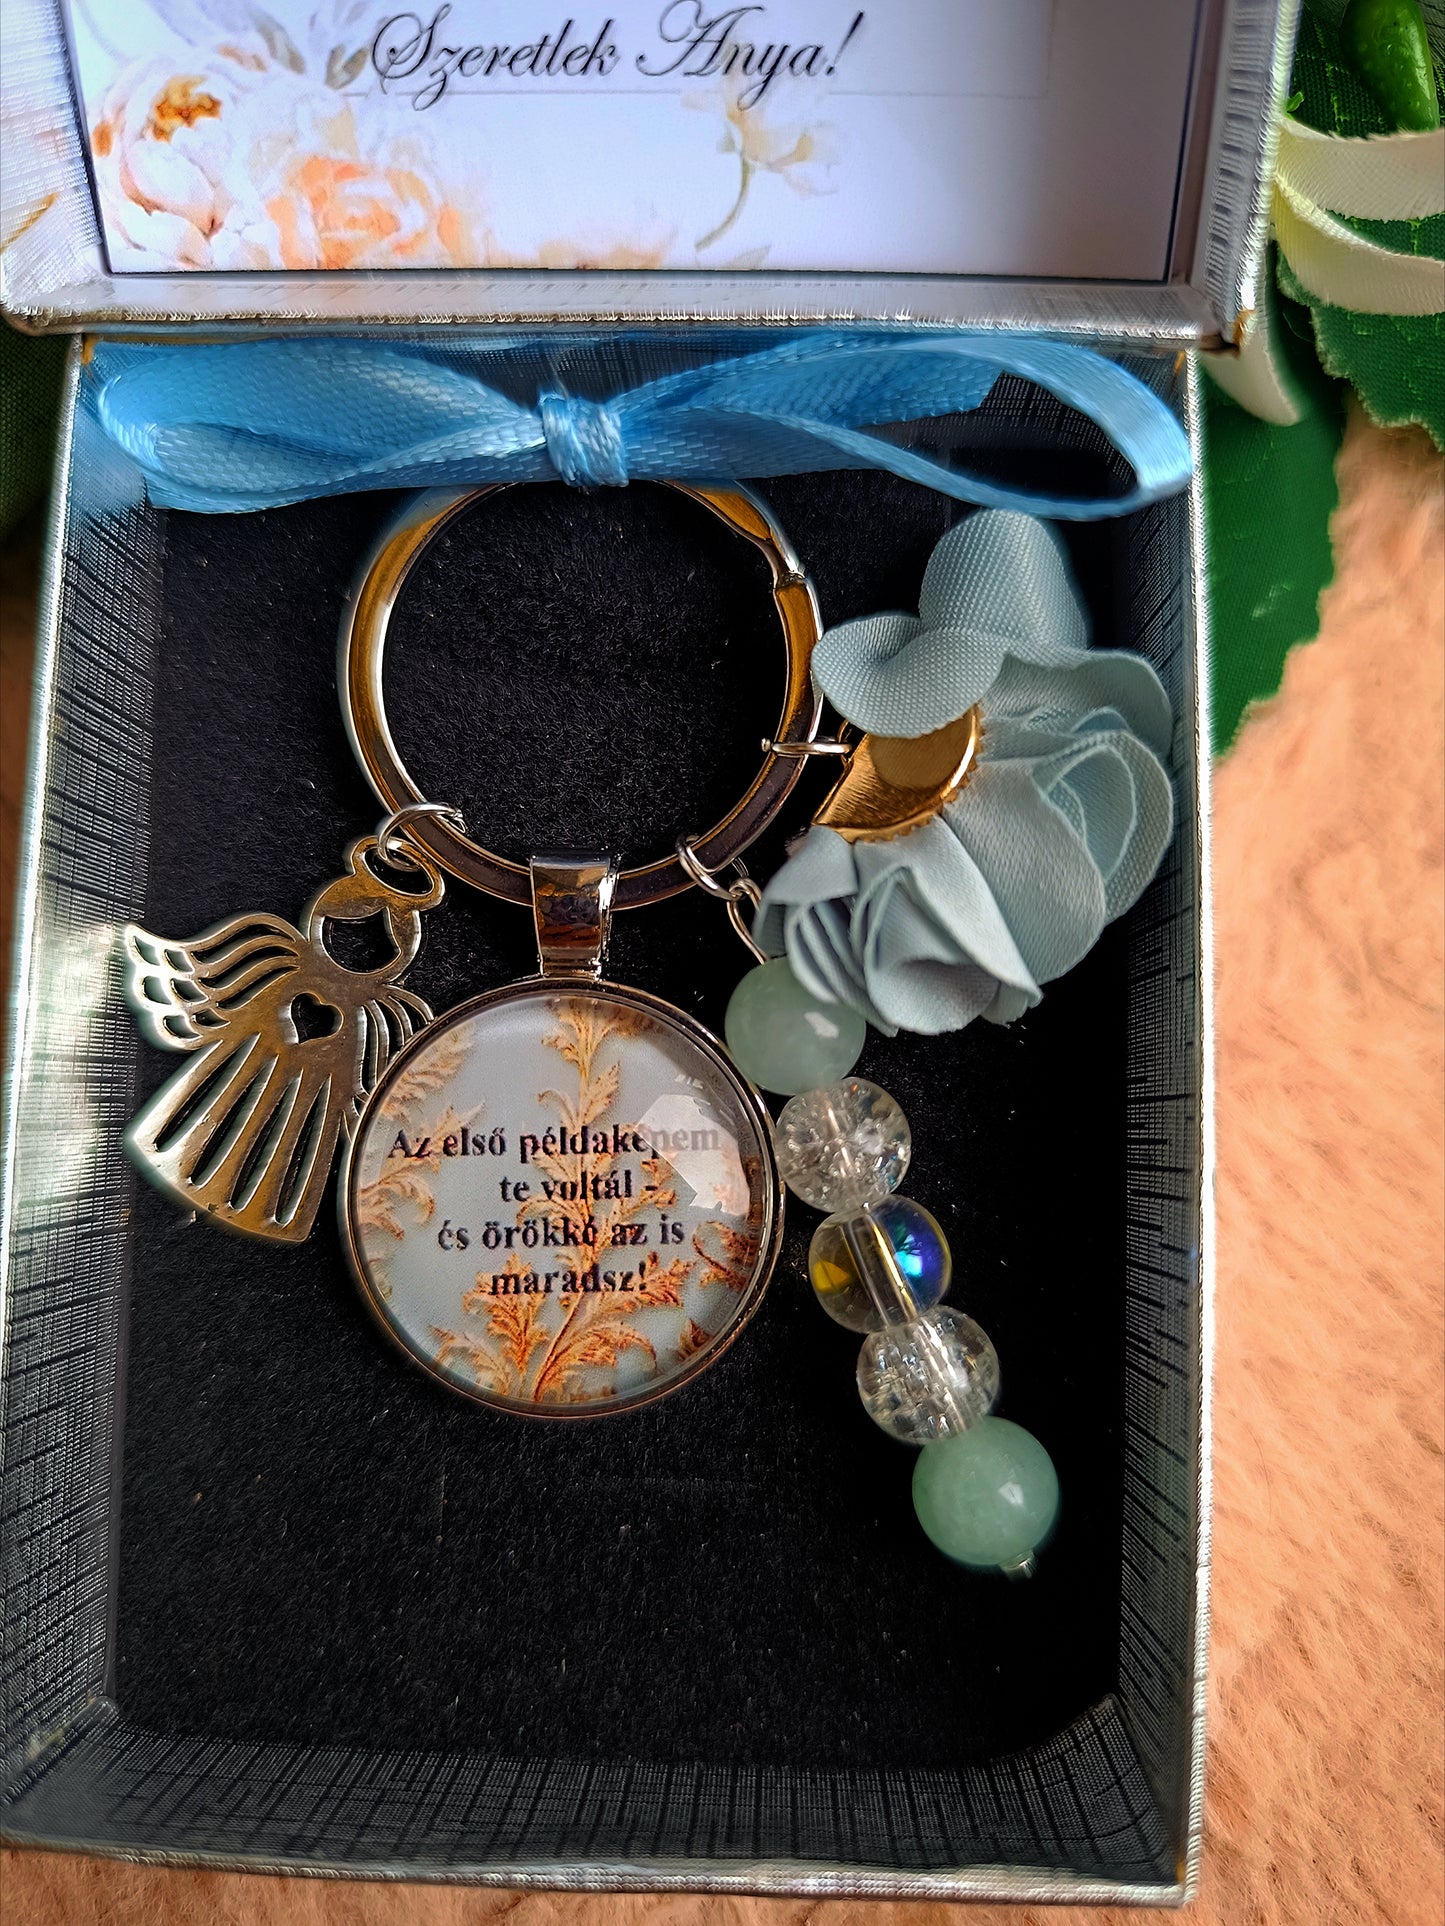 Szeretlek Anya!
Az első példaképem
te voltál -
és örökké az is
maradsz!